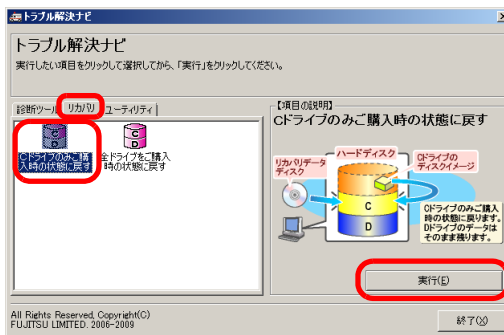 トラブル解決ナビ
トラブル解決ナビ
実行したい項目をクリックして選択してから、「実行」をクリックしてください。
診断ツール リカバリ ユーティリティ
C
D
Cドライブのみご購
入時の状態に戻す
C
D
全ドライブをご購入
時の状態に戻す
【項目の説明】
Cドライブのみご購入時の状態に戻す
リカバリデータ
ディスク
ハードディスク
Cドライブの
ディスクイメージ
C
D
Cドライブのみご購入
時の状態に戻ります。
Dドライブのデータは
そのまま残ります。
実行(E)
All Rights Reserved, Copyright(C)
FUJITSU LIMITED. 2006-2009
終了(X)